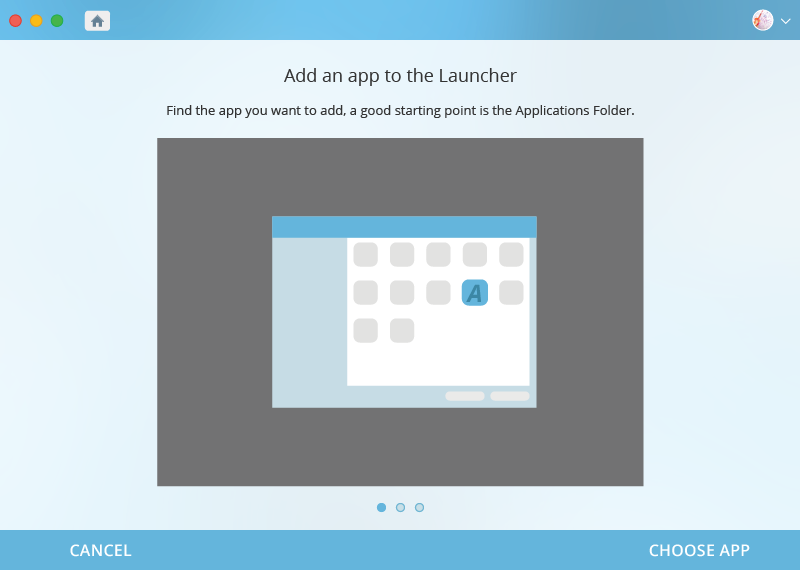 Add an app to the Launcher
Find the app you want to add, a good starting point is the Applications Folder.
A
CANCEL
CHOOSE APP